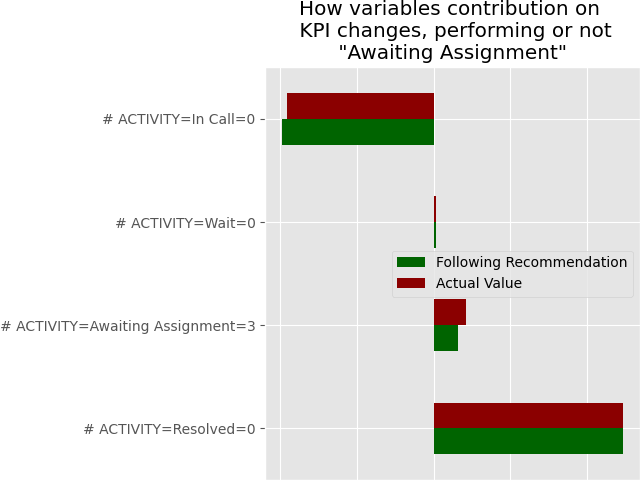 How variables contribution on
KPI changes, performing or not
"Awaiting Assignment"
# ACTIVITY=In Call=0
# ACTIVITY=Wait=0
Following Recommendation
Actual Value
# ACTIVITY=Awaiting Assignment=3
# ACTIVITY=Resolved=0